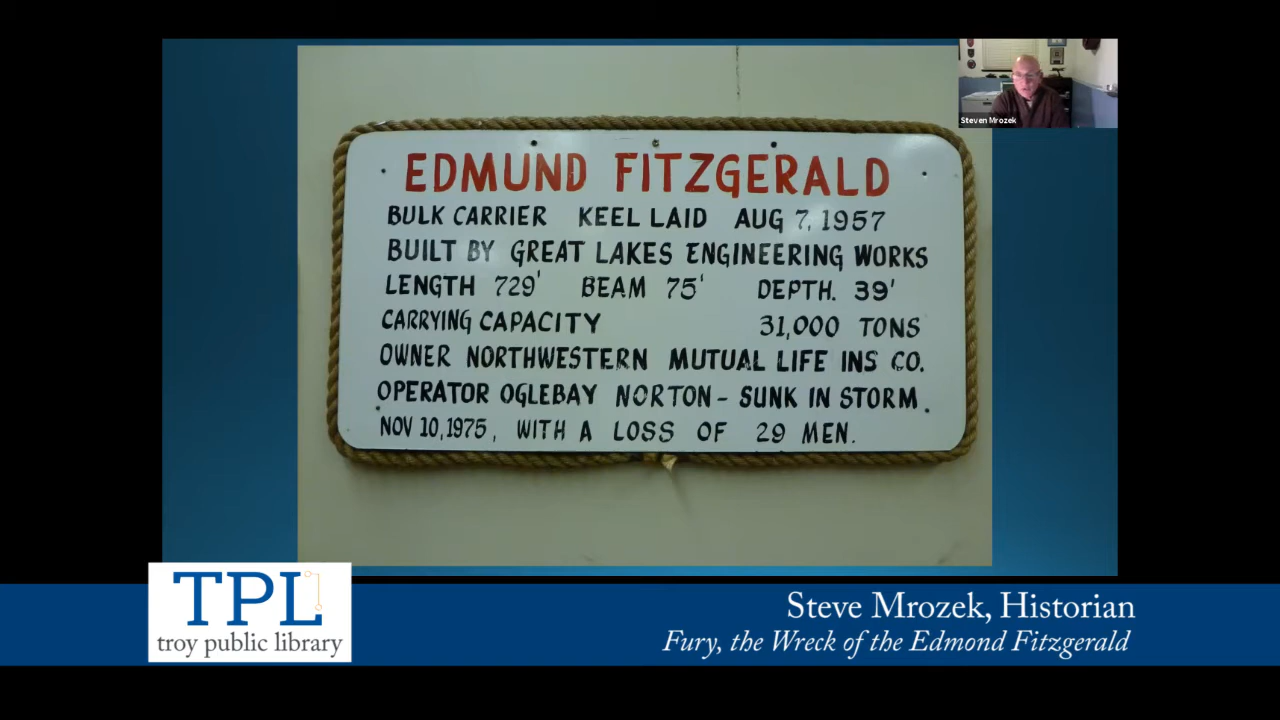 Steven Mrozek
EDMUND FITZGERALD
BULK CARRIER KEEL LAID AUG 7, 1957
BUILT BY GREAT LAKES ENGINEERING WORKS
LENGTH 729' BEAM 75' DEPTH. 39'
CARRYING CAPACITY 31,000 TONS
OWNER NORTHWESTERN MUTUAL LIFE INS CO.
OPERATOR OGLEBAY NORTON - SUNK IN STORM.
NOV 10, 1975, WITH A LOSS OF 29 MEN.
TPL
troy public library
Steve Mrozek, Historian
Fury, the Wreck of the Edmond Fitzgerald